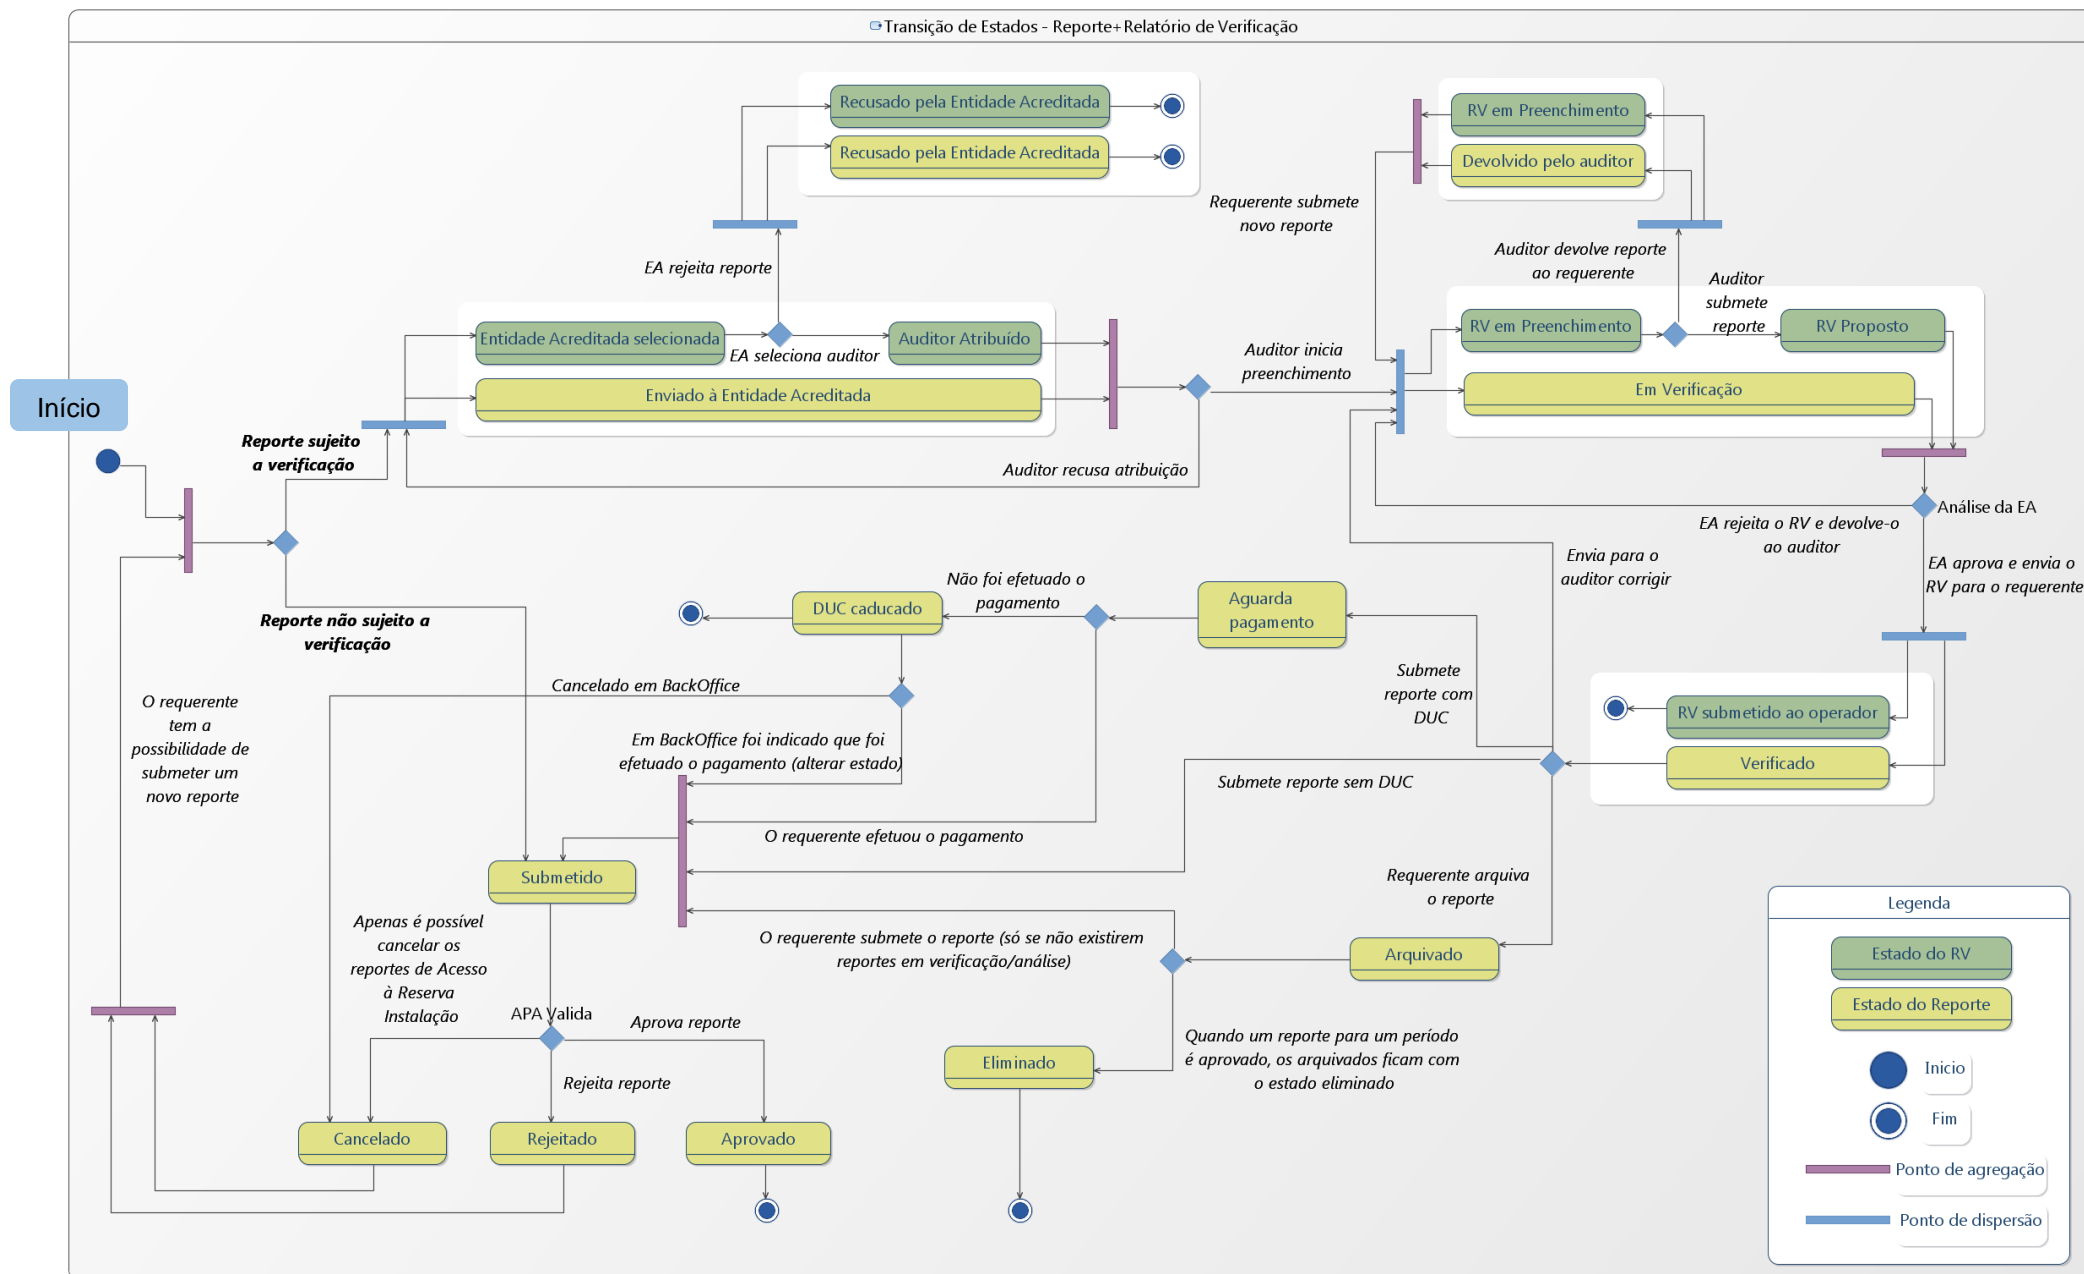 Transição de Estados - Reporte+Relatório de Verificação
Recusado pela Entidade Acreditada
Recusado pela Entidade Acreditada
RV em Preenchimento
Devolvido pelo auditor
Requerente submete
novo reporte
EA rejeita reporte
Auditor devolve reporte
ao requerente
Auditor
submete
reporte
Entidade Acreditada selecionada
EA seleciona auditor
Auditor Atribuído
Enviado à Entidade Acreditada
Auditor inicia
preenchimento
RV em Preenchimento
RV Proposto
Em Verificação
Início
Reporte sujeito
a verificação
Auditor recusa atribuição
Análise da EA
EA rejeita o RV e devolve-o
ao auditor
Envia para o
auditor corrigir
EA aprova e envia o
RV para o requerente
Reporte não sujeito a
verificação
DUC caducado
Não foi efetuado o
pagamento
Aguarda
pagamento
Submete
reporte com
DUC
Cancelado em BackOffice
O requerente
tem a
possibilidade de
submeter um
novo reporte
Em BackOffice foi indicado que foi
efetuado o pagamento (alterar estado)
RV submetido ao operador
Verificado
Submete reporte sem DUC
O requerente efetuou o pagamento
Submetido
Requerente arquiva
o reporte
Apenas é possível
cancelar os
reportes de Acesso
à Reserva
Instalação
O requerente submete o reporte (só se não existirem
reportes em verificação/análise)
Arquivado
APA Valida
Aprova reporte
Rejeita reporte
Eliminado
Quando um reporte para um período
é aprovado, os arquivados ficam com
o estado eliminado
Cancelado
Rejeitado
Aprovado
Legenda
Estado do RV
Estado do Reporte
Inicio
Fim
Ponto de agregação
Ponto de dispersão